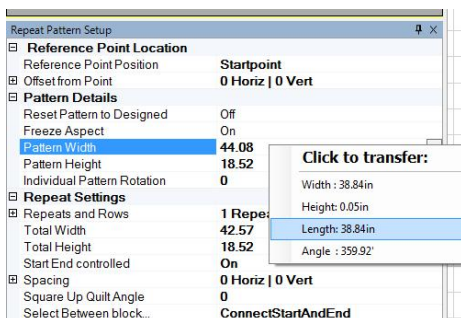 Repeat Pattern Setup
Reference Point Location
Reference Point Position Startpoint
Offset from Point 0 Horiz | 0 Vert
Pattern Details
Reset Pattern to Designed Off
Freeze Aspect On
Pattern Width 44.08
Pattern Height 18.52
Individual Pattern Rotation 0
Repeat Settings
Repeats and Rows 1 Repea
Total Width 42.57
Total Height 18.52
Start End controlled On
Spacing 0 Horiz | 0 Vert
Square Up Quilt Angle 0
Select Between block... ConnectStartAndEnd
Click to transfer:
Width : 38.84in
Height: 0.05in
Length: 38.84in
Angle : 359.92'